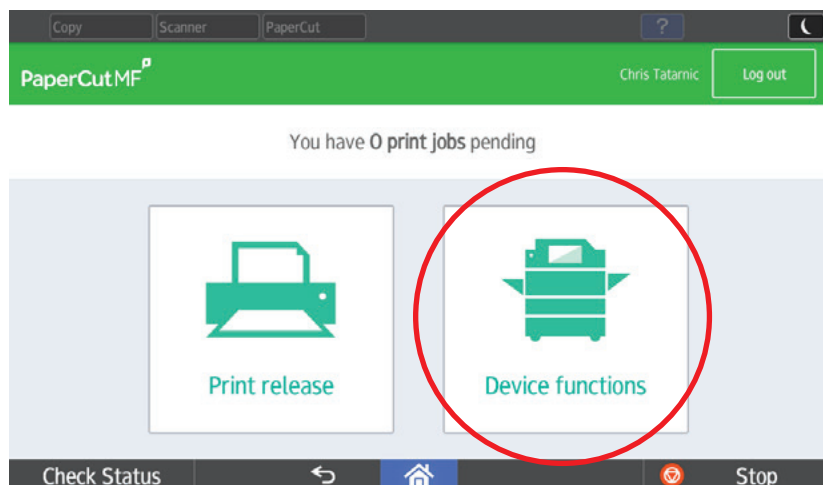 Copy Scanner PaperCut ?
PaperCutMF
Chris Tatarnic Log out
You have 0 print jobs pending
Print release Device functions
Check Status Stop